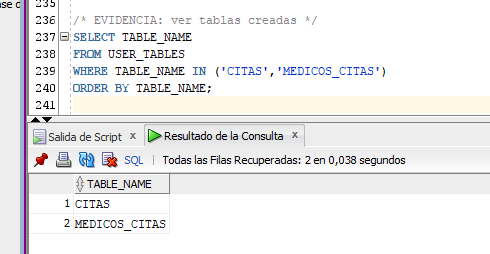 ase d
235
236 /* EVIDENCIA: ver tablas creadas */
237 SELECT TABLE_NAME
238 FROM USER_TABLES
239 WHERE TABLE_NAME IN ('CITAS','MEDICOS_CITAS')
240 ORDER BY TABLE_NAME;
241
Salida de Script x Resultado de la Consulta x
SQL | Todas las Filas Recuperadas: 2 en 0,038 segundos
TABLE_NAME
1 CITAS
2 MEDICOS_CITAS